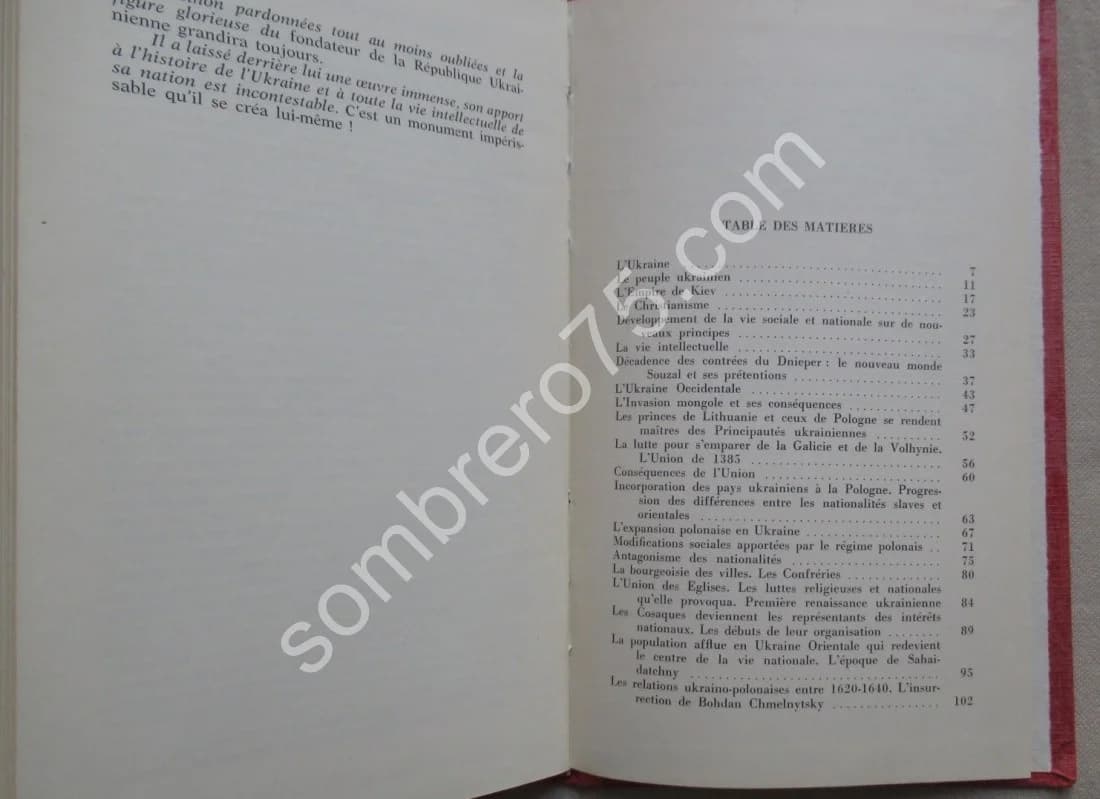 sinon pardonnées tout au moins oubliées et la
figure glorieuse du fondateur de la République Ukrai-
nienne grandira toujours.
Il a laissé derrière lui une œuvre immense, son apport
à l'histoire de l'Ukraine et à toute la vie intellectuelle de
sa nation est incontestable. C'est un monument impéris-
sable qu'il se créa lui-même !
TABLE DES MATIERES
L'Ukraine .......... 7
Le peuple ukrainien .......... 11
L'Empire de Kiev .......... 17
Le Christianisme .......... 23
Développement de la vie sociale et nationale sur de nou-
veaux principes .......... 27
La vie intellectuelle .......... 33
Décadence des contrées du Dnieper : le nouveau monde
Souzal et ses prétentions .......... 37
L'Ukraine Occidentale .......... 43
L'Invasion mongole et ses conséquences .......... 47
Les princes de Lithuanie et ceux de Pologne se rendent
maîtres des Principautés ukrainiennes .......... 52
La lutte pour s'emparer de la Galicie et de la Volhynie.
L'Union de 1385 .......... 56
Conséquences de l'Union .......... 60
Incorporation des pays ukrainiens à la Pologne. Progres-
sion des différences entre les nationalités slaves et
orientales .......... 63
L'expansion polonaise en Ukraine .......... 67
Modifications sociales apportées par le régime polonais .. 71
Antagonisme des nationalités .......... 75
La bourgeoisie des villes. Les Confréries .......... 80
L'Union des Eglises. Les luttes religieuses et nationales
qu'elle provoqua. Première renaissance ukrainienne 84
Les Cosaques deviennent les représentants des intérêts
nationaux. Les débuts de leur organisation ........ 89
La population afflue en Ukraine Orientale qui redevient
le centre de la vie nationale. L'époque de Sahai-
datchny .......... 95
Les relations ukraino-polonaises entre 1620-1640. L'insur-
rection de Bohdan Chmelnytsky .......... 102
sombrero75.com